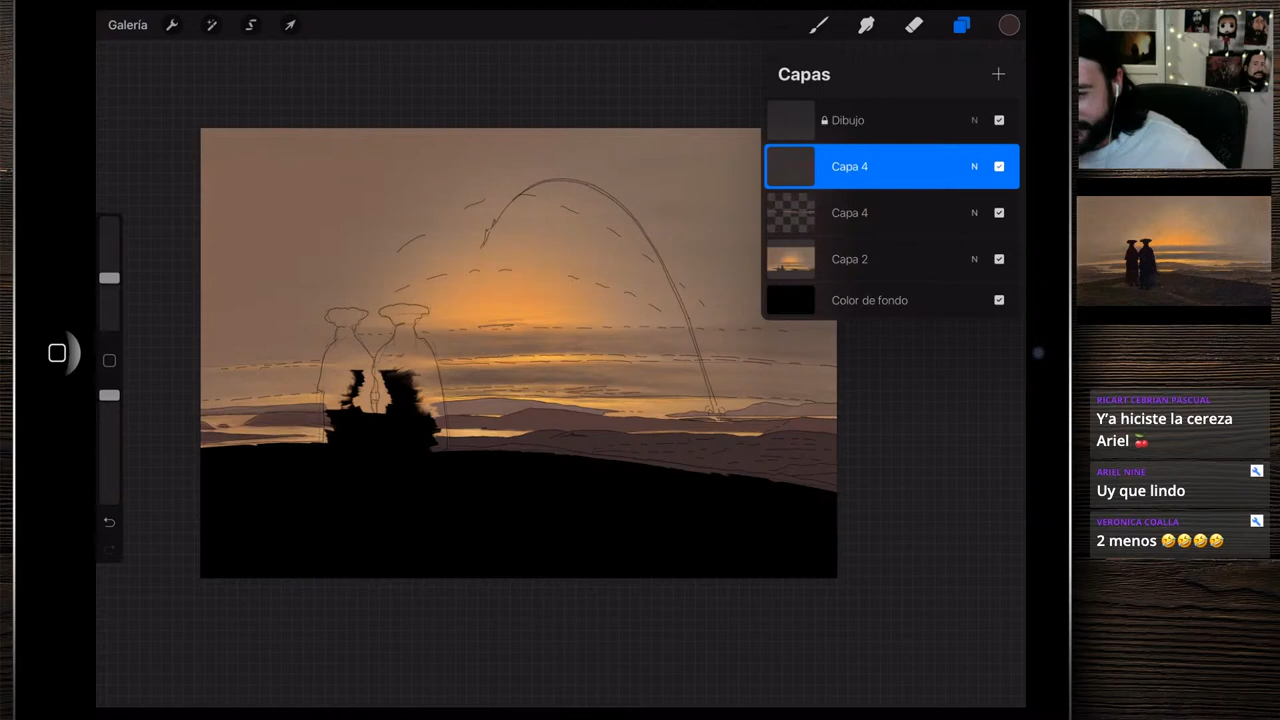 Galería
Capas
Dibujo
N
Capa 4
N
Capa 4
N
Capa 2
N
Color de fondo
RICART CEBRIAN PASCUAL
Y'a hiciste la cereza
Ariel 🍒
ARIEL NINE
Uy que lindo
VERONICA COALLA
2 menos 🤣🤣🤣🤣